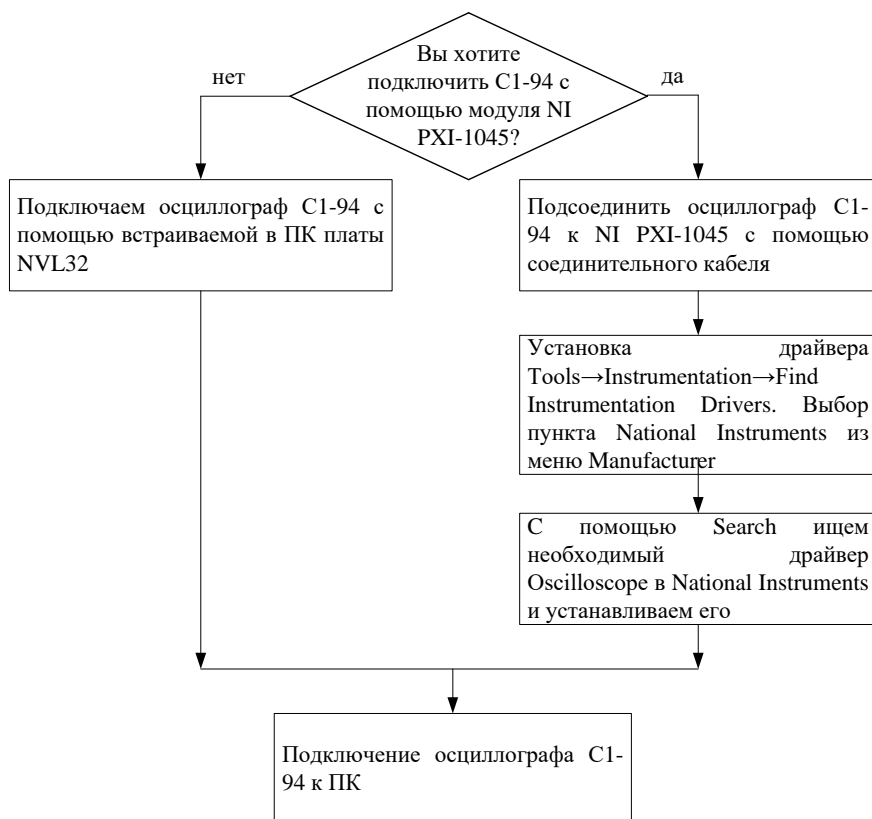 Вы хотите
подключить С1-94 с
помощью модуля NI
PXI-1045?
нет
да
Подключаем осциллограф С1-94 с
помощью встраиваемой в ПК платы
NVL32
Подсоединить осциллограф С1-
94 к NI PXI-1045 с помощью
соединительного кабеля
Установка драйвера
Tools→Instrumentation→Find
Instrumentation Drivers. Выбор
пункта National Instruments из
меню Manufacturer
С помощью Search ищем
необходимый драйвер
Oscilloscope в National Instruments
и устанавливаем его
Подключение осциллографа С1-
94 к ПК